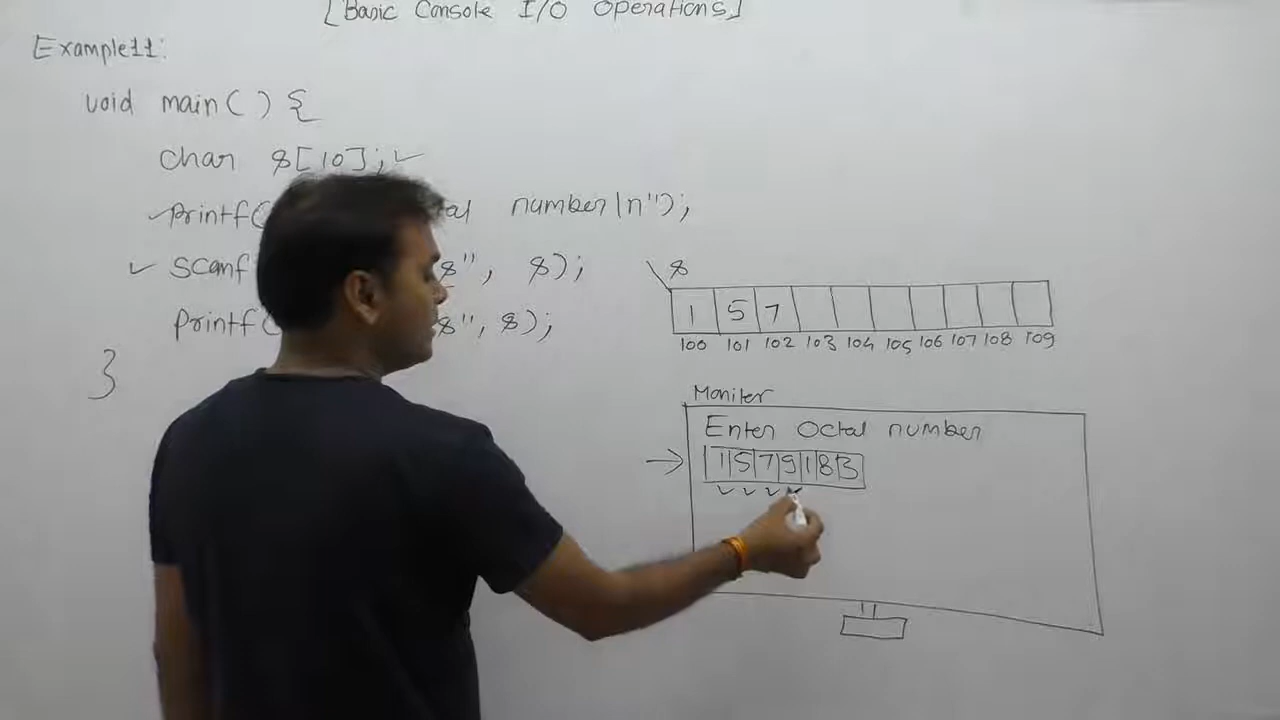 [Basic Console I/O Operations]
Example11:
void main( ) {
char s[10];
printf( number\n");
scanf s", s);
printf( s", s);
}
s
1 5 7
100 101 102 103 104 105 106 107 108 109
Moniter
Enter Octal number
1 5 7 9 1 8 3